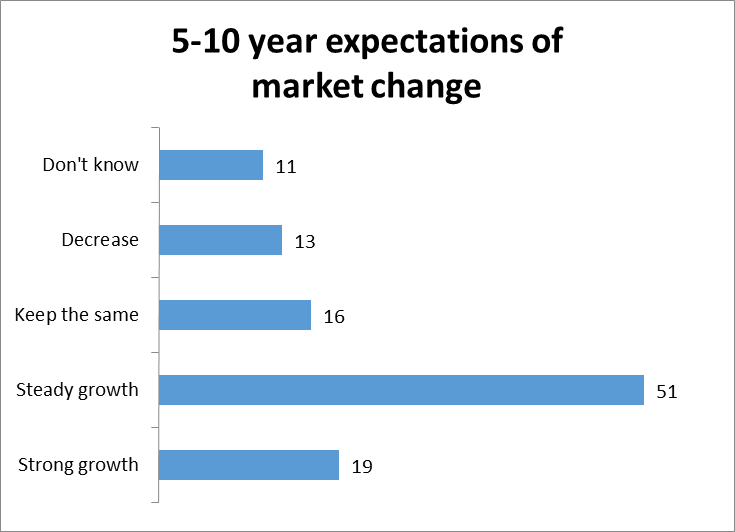 5-10 year expectations of
market change
Don't know 11
Decrease 13
Keep the same 16
Steady growth 51
Strong growth 19